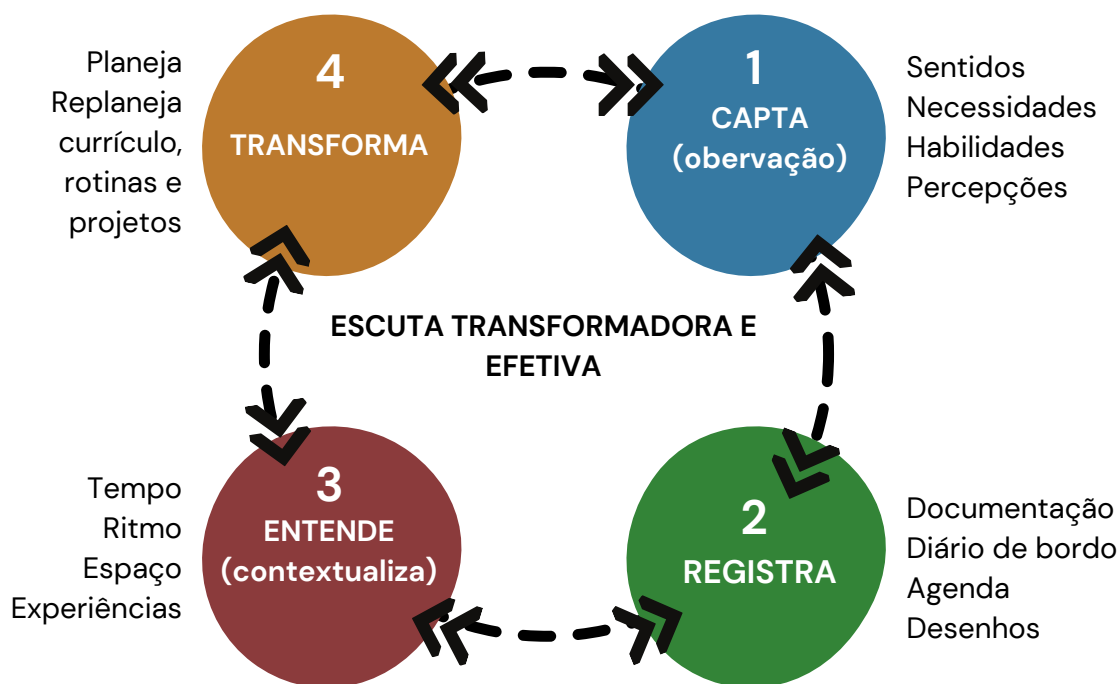 4
TRANSFORMA
Planeja
Replaneja
currículo,
rotinas e
projetos
1
CAPTA
(obervação)
Sentidos
Necessidades
Habilidades
Percepções
ESCUTA TRANSFORMADORA E
EFETIVA
3
ENTENDE
(contextualiza)
Tempo
Ritmo
Espaço
Experiências
2
REGISTRA
Documentação
Diário de bordo
Agenda
Desenhos